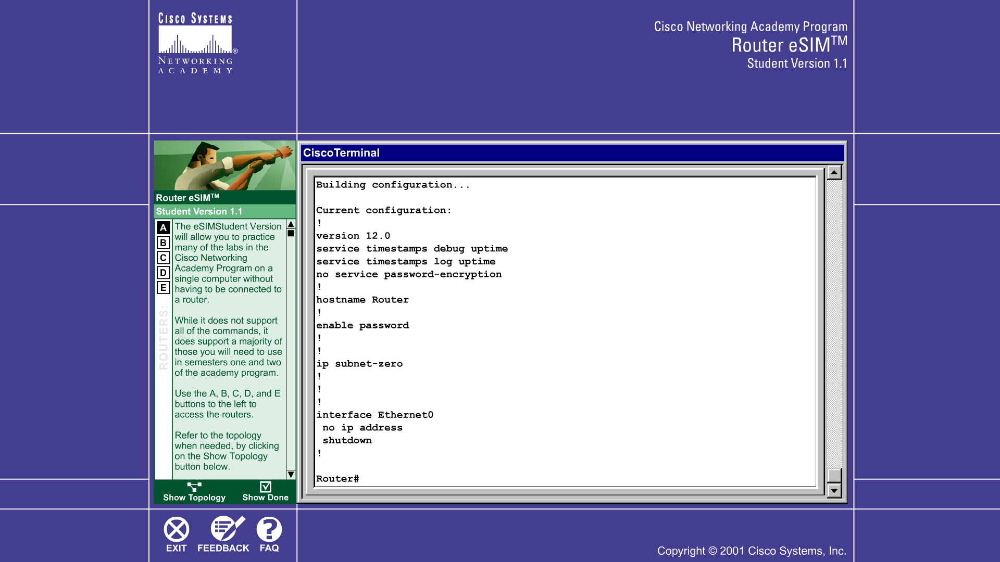 CISCO SYSTEMS
®
NETWORKING
ACADEMY
Cisco Networking Academy Program
Router eSIM™
Student Version 1.1
Router eSIM™
Student Version 1.1
A
B
C
D
E
ROUTERS:
The eSIMStudent Version
will allow you to practice
many of the labs in the
Cisco Networking
Academy Program on a
single computer without
having to be connected to
a router.
While it does not support
all of the commands, it
does support a majority of
those you will need to use
in semesters one and two
of the academy program.
Use the A, B, C, D, and E
buttons to the left to
access the routers.
Refer to the topology
when needed, by clicking
on the Show Topology
button below.
Show Topology
Show Done
CiscoTerminal
Building configuration...
Current configuration:
!
version 12.0
service timestamps debug uptime
service timestamps log uptime
no service password-encryption
!
hostname Router
!
enable password
!
!
ip subnet-zero
!
!
!
interface Ethernet0
no ip address
shutdown
!
Router#
EXIT
FEEDBACK
?
FAQ
Copyright © 2001 Cisco Systems, Inc.